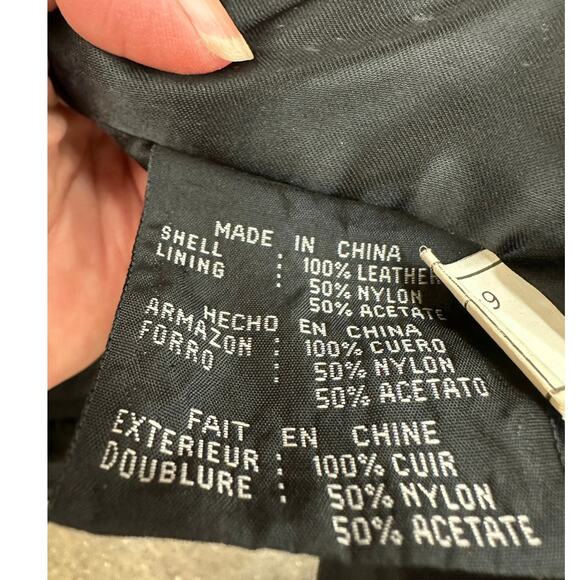 MADE IN CHINA
SHELL : 100% LEATHER
LINING : 50% NYLON
50% ACETATE
HECHO EN CHINA
ARMAZON : 100% CUERO
FORRO : 50% NYLON
50% ACETATO
FAIT EN CHINE
EXTERIEUR : 100% CUIR
DOUBLURE : 50% NYLON
50% ACETATE